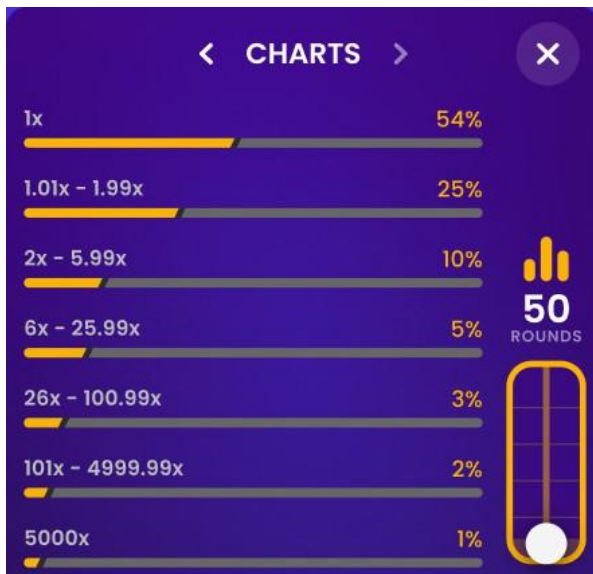 CHARTS
1x 54%
1.01x - 1.99x 25%
2x - 5.99x 10%
50
ROUNDS
6x - 25.99x 5%
26x - 100.99x 3%
101x - 4999.99x 2%
5000x 1%